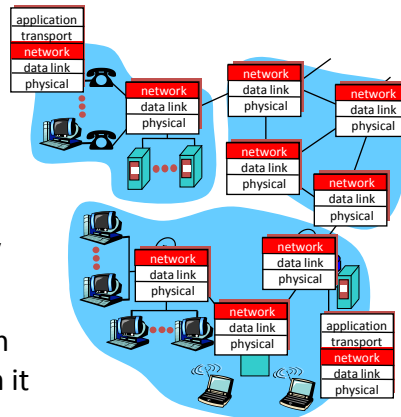 application
transport
network
data link
physical
network
data link
physical
network
data link
physical
network
data link
physical
network
data link
physical
network
data link
physical
network
data link
physical
network
data link
physical
network
data link
physical
application
transport
network
data link
physical
n
it